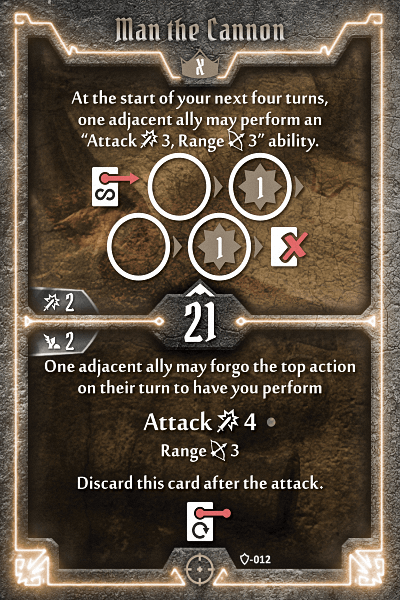 Man the Cannon
X
At the start of your next four turns,
one adjacent ally may perform an
“Attack 3, Range 3” ability.
1
1
2
21
2
One adjacent ally may forgo the top action
on their turn to have you perform
Attack 4
Range 3
Discard this card after the attack.
-012